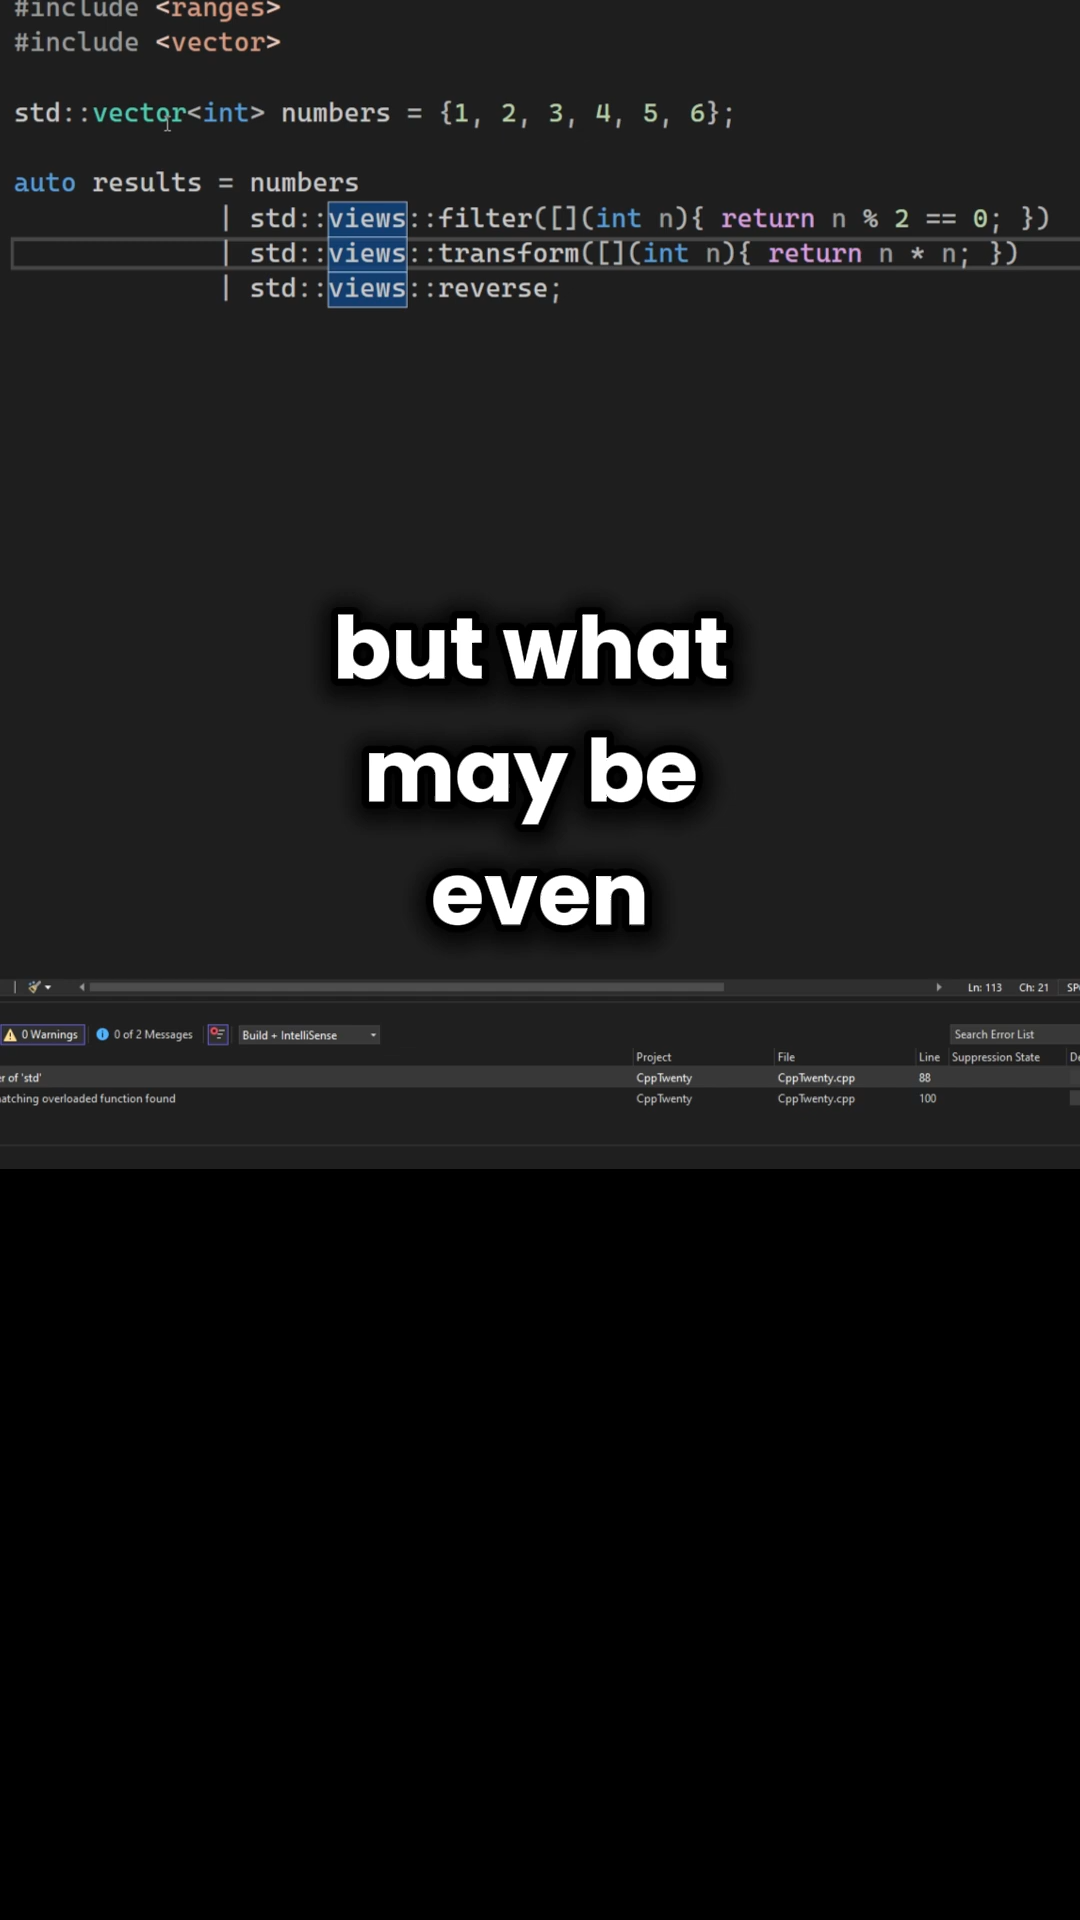 #include <ranges>
#include <vector>
std::vector<int> numbers = {1, 2, 3, 4, 5, 6};
auto results = numbers
| std::views::filter([](int n){ return n % 2 == 0; })
| std::views::transform([](int n){ return n * n; })
| std::views::reverse;
but what
may be
even
Ln: 113 Ch: 21
0 Warnings 0 of 2 Messages Build + IntelliSense Search Error List
Project File Line Suppression State
of 'std' CppTwenty CppTwenty.cpp 88
overloaded function found CppTwenty CppTwenty.cpp 100